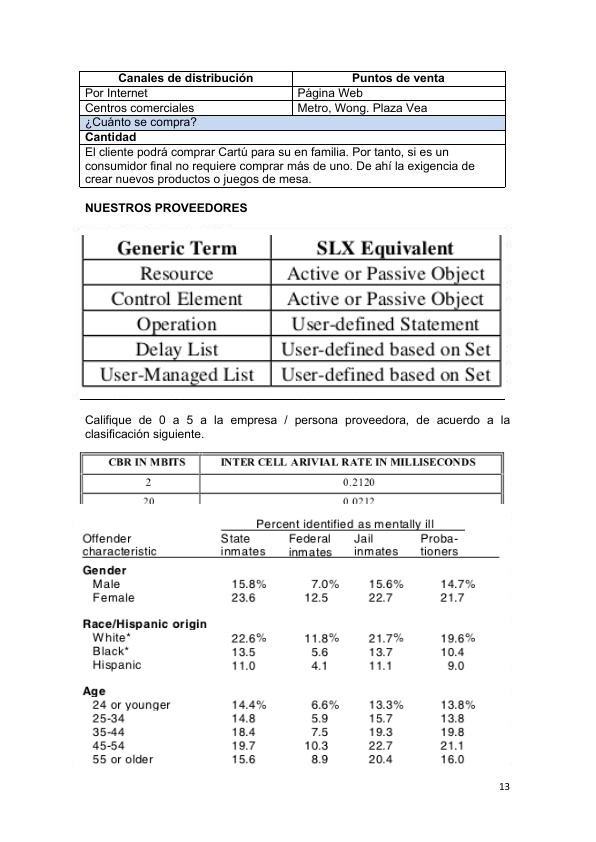 Canales de distribución Puntos de venta
Por Internet Página Web
Centros comerciales Metro, Wong. Plaza Vea
¿Cuánto se compra?
Cantidad
El cliente podrá comprar Cartú para su en familia. Por tanto, si es un
consumidor final no requiere comprar más de uno. De ahí la exigencia de
crear nuevos productos o juegos de mesa.
NUESTROS PROVEEDORES
Generic Term SLX Equivalent
Resource Active or Passive Object
Control Element Active or Passive Object
Operation User-defined Statement
Delay List User-defined based on Set
User-Managed List User-defined based on Set
Califique de 0 a 5 a la empresa / persona proveedora, de acuerdo a la
clasificación siguiente.
CBR IN MBITS INTER CELL ARIVIAL RATE IN MILLISECONDS
2 0.2120
20 0.0212
Percent identified as mentally ill
Offender State Federal Jail Proba-
characteristic inmates inmates inmates tioners
Gender
Male 15.8% 7.0% 15.6% 14.7%
Female 23.6 12.5 22.7 21.7
Race/Hispanic origin
White* 22.6% 11.8% 21.7% 19.6%
Black* 13.5 5.6 13.7 10.4
Hispanic 11.0 4.1 11.1 9.0
Age
24 or younger 14.4% 6.6% 13.3% 13.8%
25-34 14.8 5.9 15.7 13.8
35-44 18.4 7.5 19.3 19.8
45-54 19.7 10.3 22.7 21.1
55 or older 15.6 8.9 20.4 16.0
13